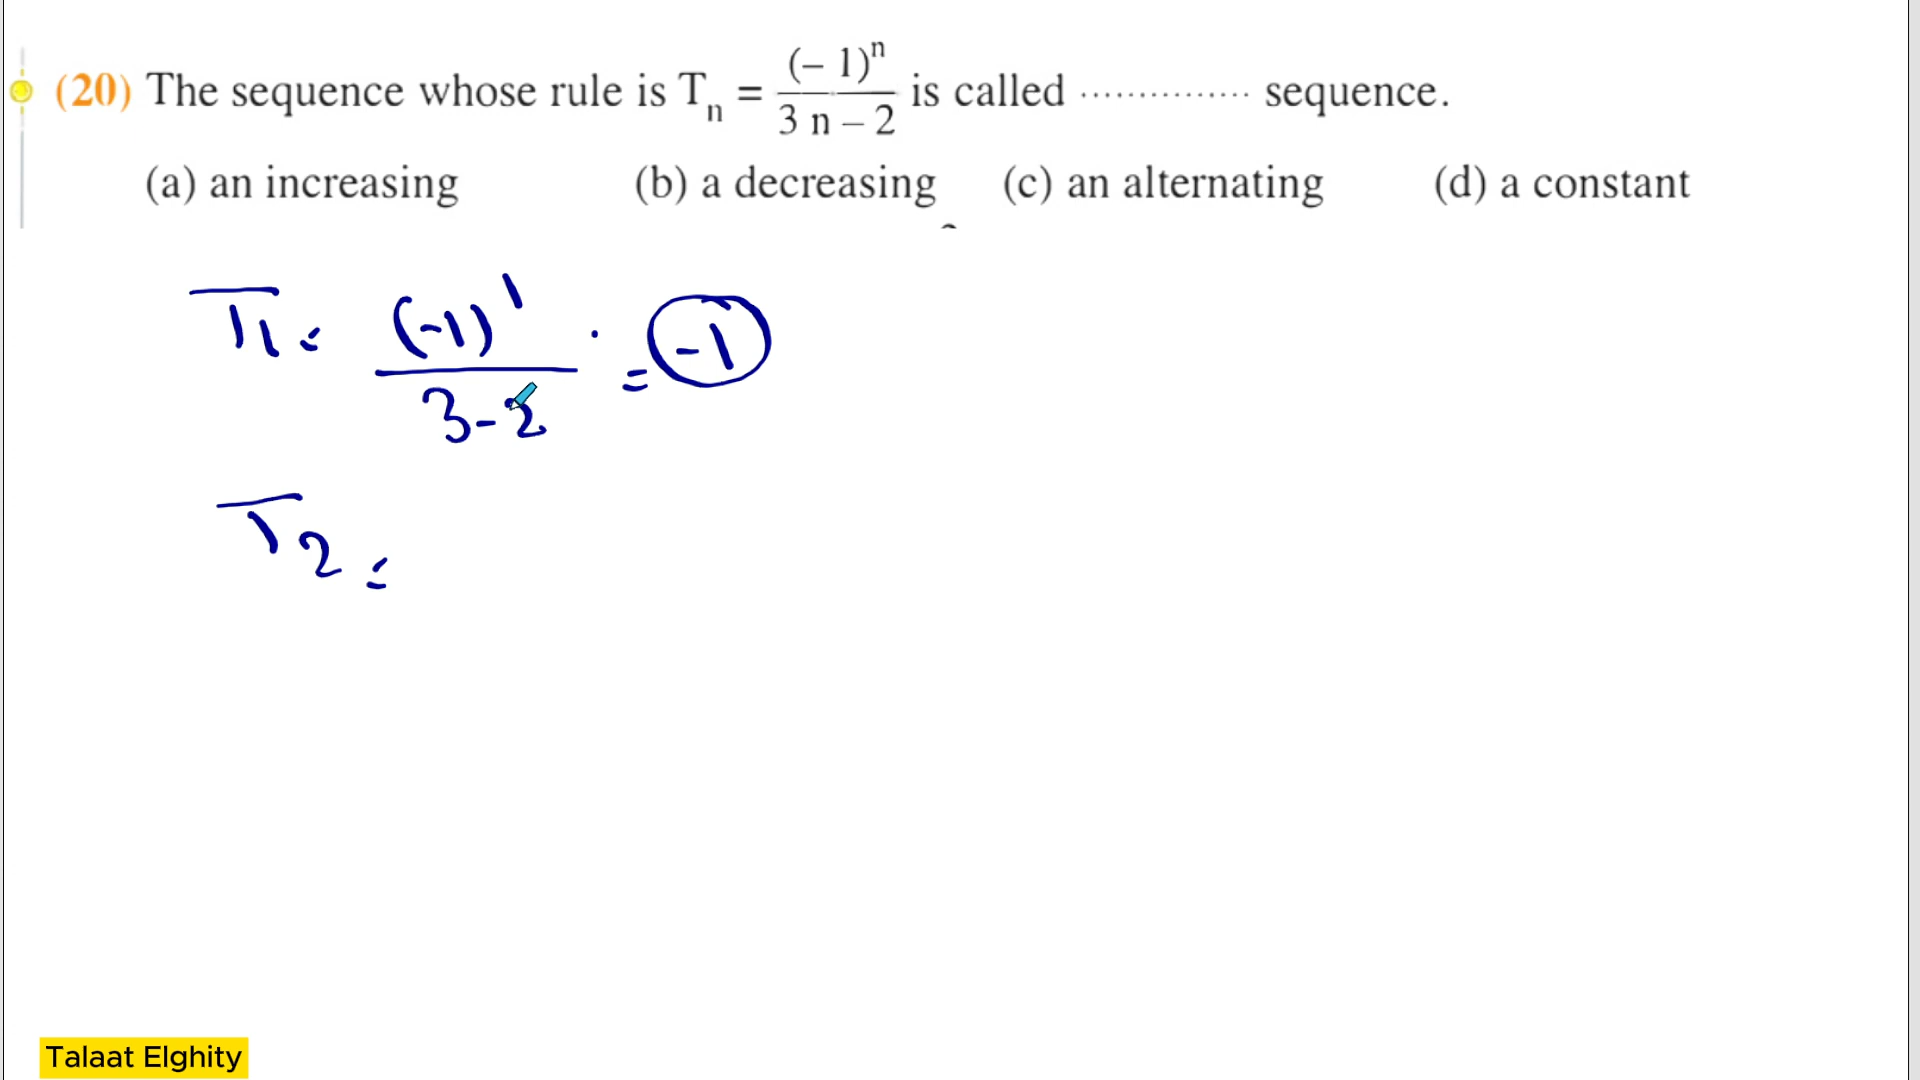 (20) The sequence whose rule is Tₙ = (– 1)ⁿ / 3 n – 2 is called ............... sequence.
(a) an increasing (b) a decreasing (c) an alternating (d) a constant
T1 = (-1)¹ / 3-2 = -1
T2 =
Talaat Elghity